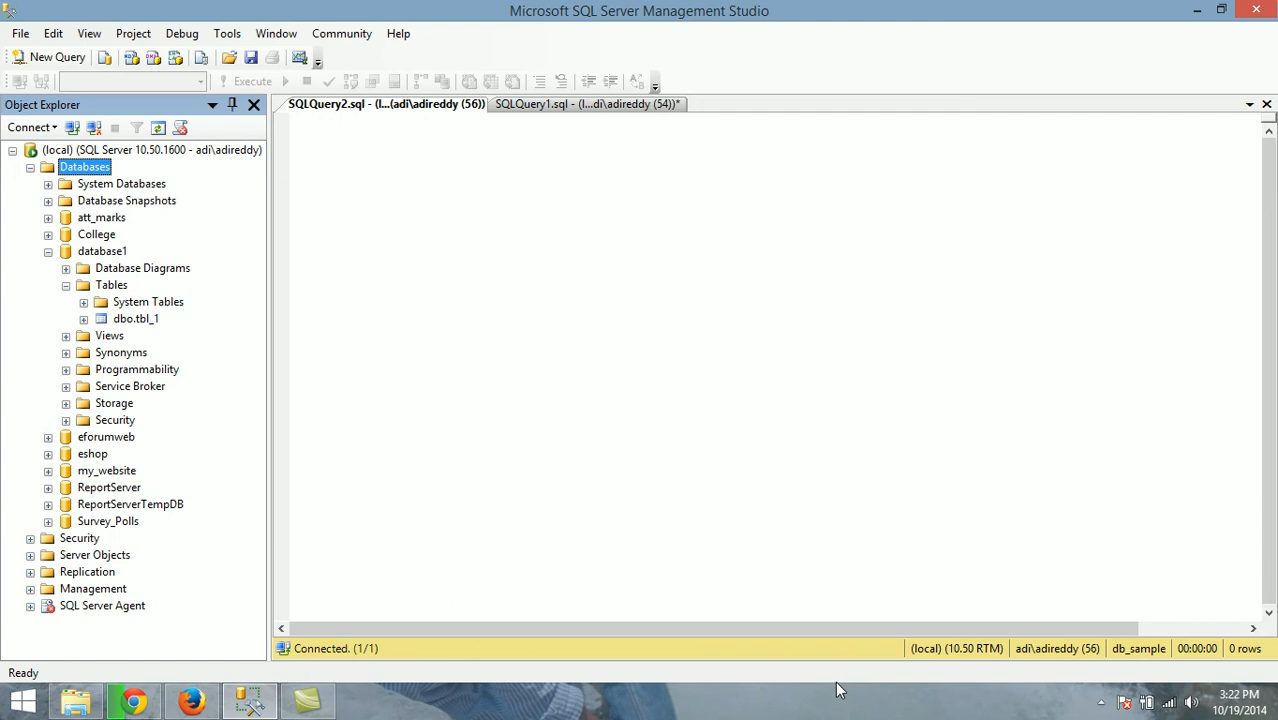 Microsoft SQL Server Management Studio
File Edit View Project Debug Tools Window Community Help
New Query
Execute
Object Explorer
SQLQuery2.sql - (l...(adi\adireddy (56)) SQLQuery1.sql - (l...di\adireddy (54))*
Connect
(local) (SQL Server 10.50.1600 - adi\adireddy)
Databases
System Databases
Database Snapshots
att_marks
College
database1
Database Diagrams
Tables
System Tables
dbo.tbl_1
Views
Synonyms
Programmability
Service Broker
Storage
Security
eforumweb
eshop
my_website
ReportServer
ReportServerTempDB
Survey_Polls
Security
Server Objects
Replication
Management
SQL Server Agent
Connected. (1/1) (local) (10.50 RTM) adi\adireddy (56) db_sample 00:00:00 0 rows
Ready
3:22 PM
10/19/2014